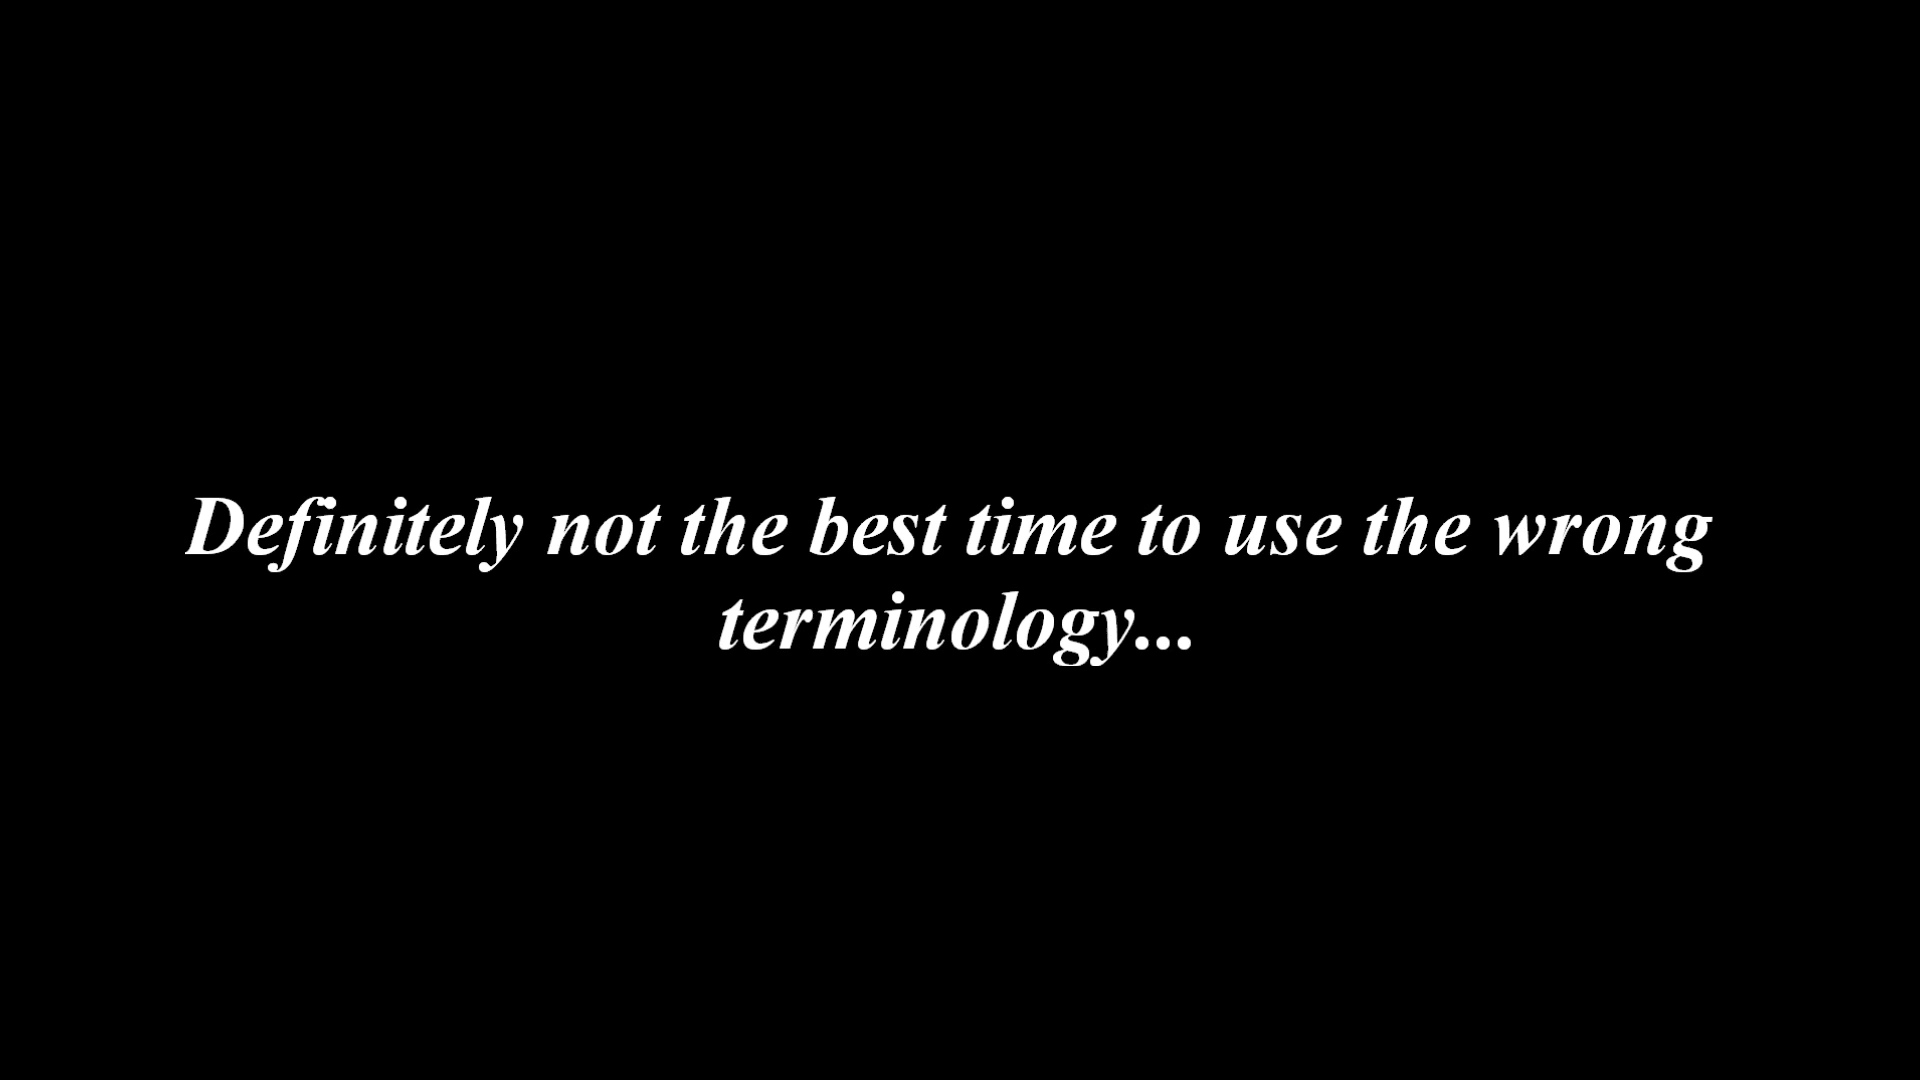 Definitely not the best time to use the wrong
terminology...